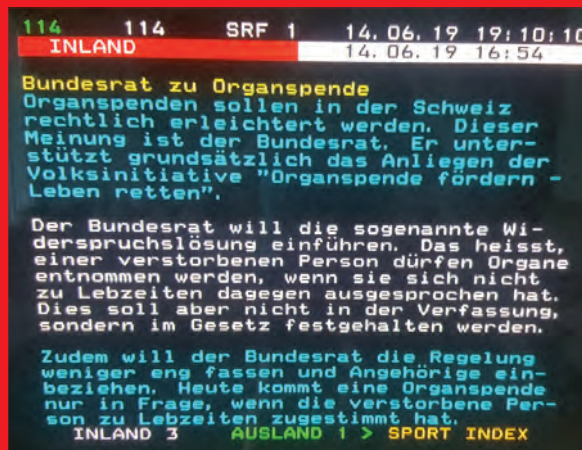 114 114 SRF 1 14.06.19 19:10:10
INLAND 14.06.19 16:54
Bundesrat zu Organspende
Organspenden sollen in der Schweiz
rechtlich erleichtert werden. Dieser
Meinung ist der Bundesrat. Er unter-
stützt grundsätzlich das Anliegen der
Volksinitiative "Organspende fördern -
Leben retten".
Der Bundesrat will die sogenannte Wi-
derspruchslösung einführen. Das heisst,
einer verstorbenen Person dürfen Organe
entnommen werden, wenn sie sich nicht
zu Lebzeiten dagegen ausgesprochen hat.
Dies soll aber nicht in der Verfassung,
sondern im Gesetz festgehalten werden.
Zudem will der Bundesrat die Regelung
weniger eng fassen und Angehörige ein-
beziehen. Heute kommt eine Organspende
nur in Frage, wenn die verstorbene Per-
son zu Lebzeiten zugestimmt hat.
INLAND 3 AUSLAND 1 > SPORT INDEX